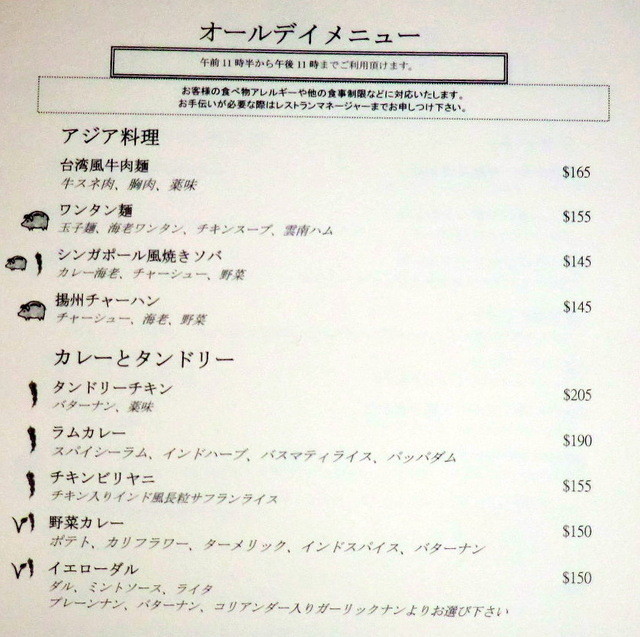 オールデイメニュー
午前11時半から午後11時までご利用頂けます。
お客様の食べ物アレルギーや他の食事制限などに対応いたします。
お手伝いが必要な際はレストランマネージャーまでお申しつけ下さい。
アジア料理
台湾風牛肉麺 $165
牛スネ肉、胸肉、薬味
ワンタン麺 $155
玉子麺、海老ワンタン、チキンスープ、雲南ハム
シンガポール風焼きソバ $145
カレー海老、チャーシュー、野菜
揚州チャーハン $145
チャーシュー、海老、野菜
カレーとタンドリー
タンドリーチキン $205
バターナン、薬味
ラムカレー $190
スパイシーラム、インドハーブ、バスマティライス、パッパダム
チキンビリヤニ $155
チキン入りインド風長粒サフランライス
V 野菜カレー $150
ポテト、カリフラワー、ターメリック、インドスパイス、バターナン
V イエローダル $150
ダル、ミントソース、ライタ
プレーンナン、バターナン、コリアンダー入りガーリックナンよりお選び下さい